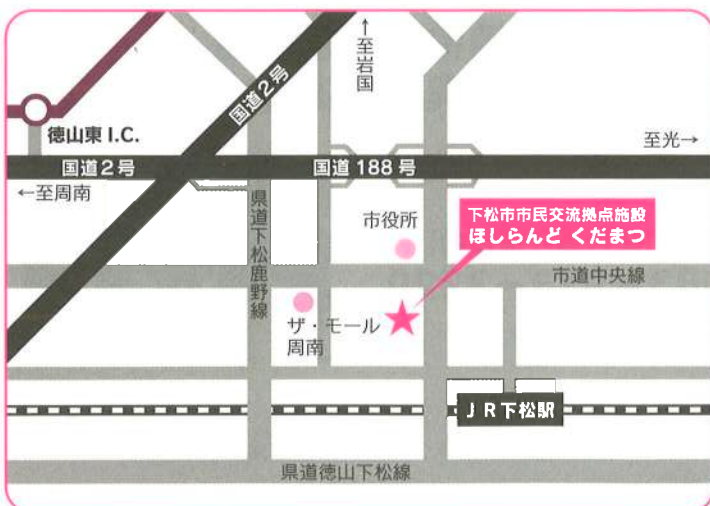 ↑至岩国
国道2号
徳山東 I.C.
国道2号
国道 188 号
至光→
←至周南
県道下松鹿野線
市役所
下松市市民交流拠点施設
ほしらんど くだまつ
市道中央線
ザ・モール
周南
JR下松駅
県道徳山下松線